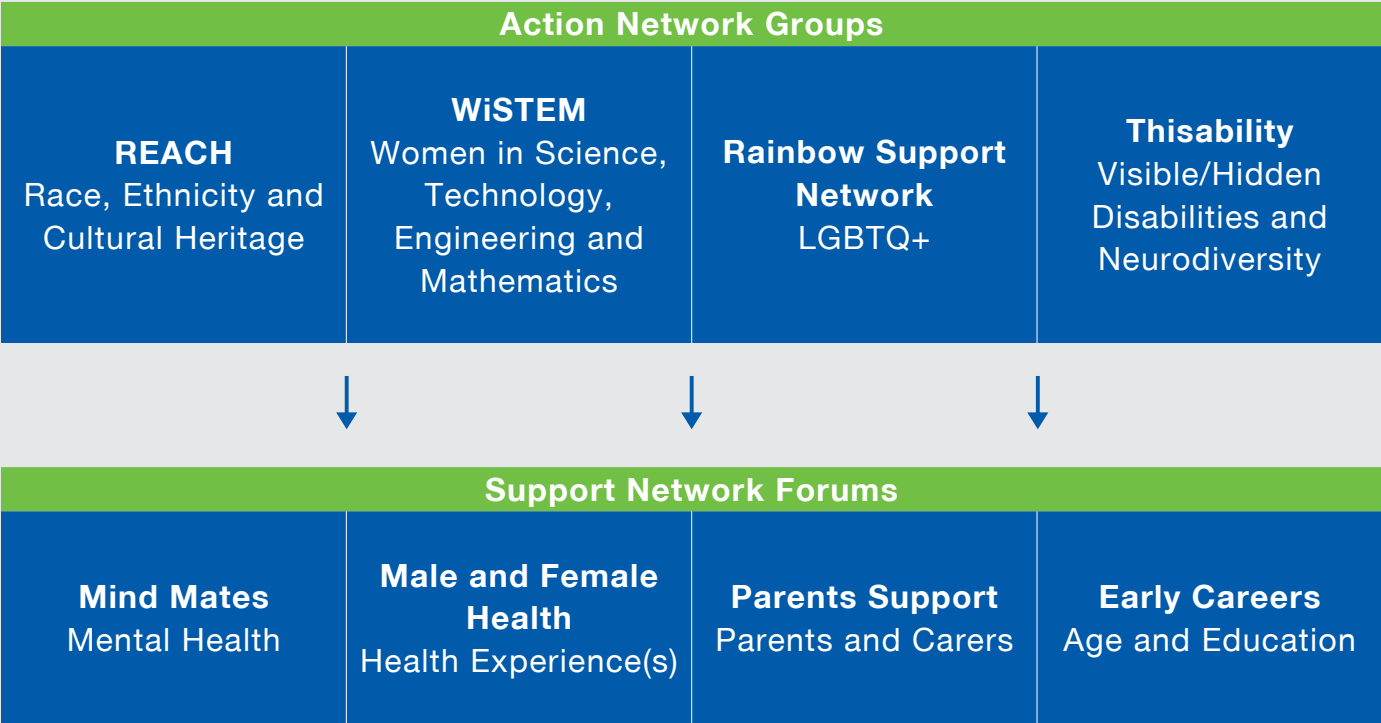 Action Network Groups
REACH
Race, Ethnicity and
Cultural Heritage
WiSTEM
Women in Science,
Technology,
Engineering and
Mathematics
Rainbow Support
Network
LGBTQ+
Thisability
Visible/Hidden
Disabilities and
Neurodiversity
Support Network Forums
Mind Mates
Mental Health
Male and Female
Health
Health Experience(s)
Parents Support
Parents and Carers
Early Careers
Age and Education